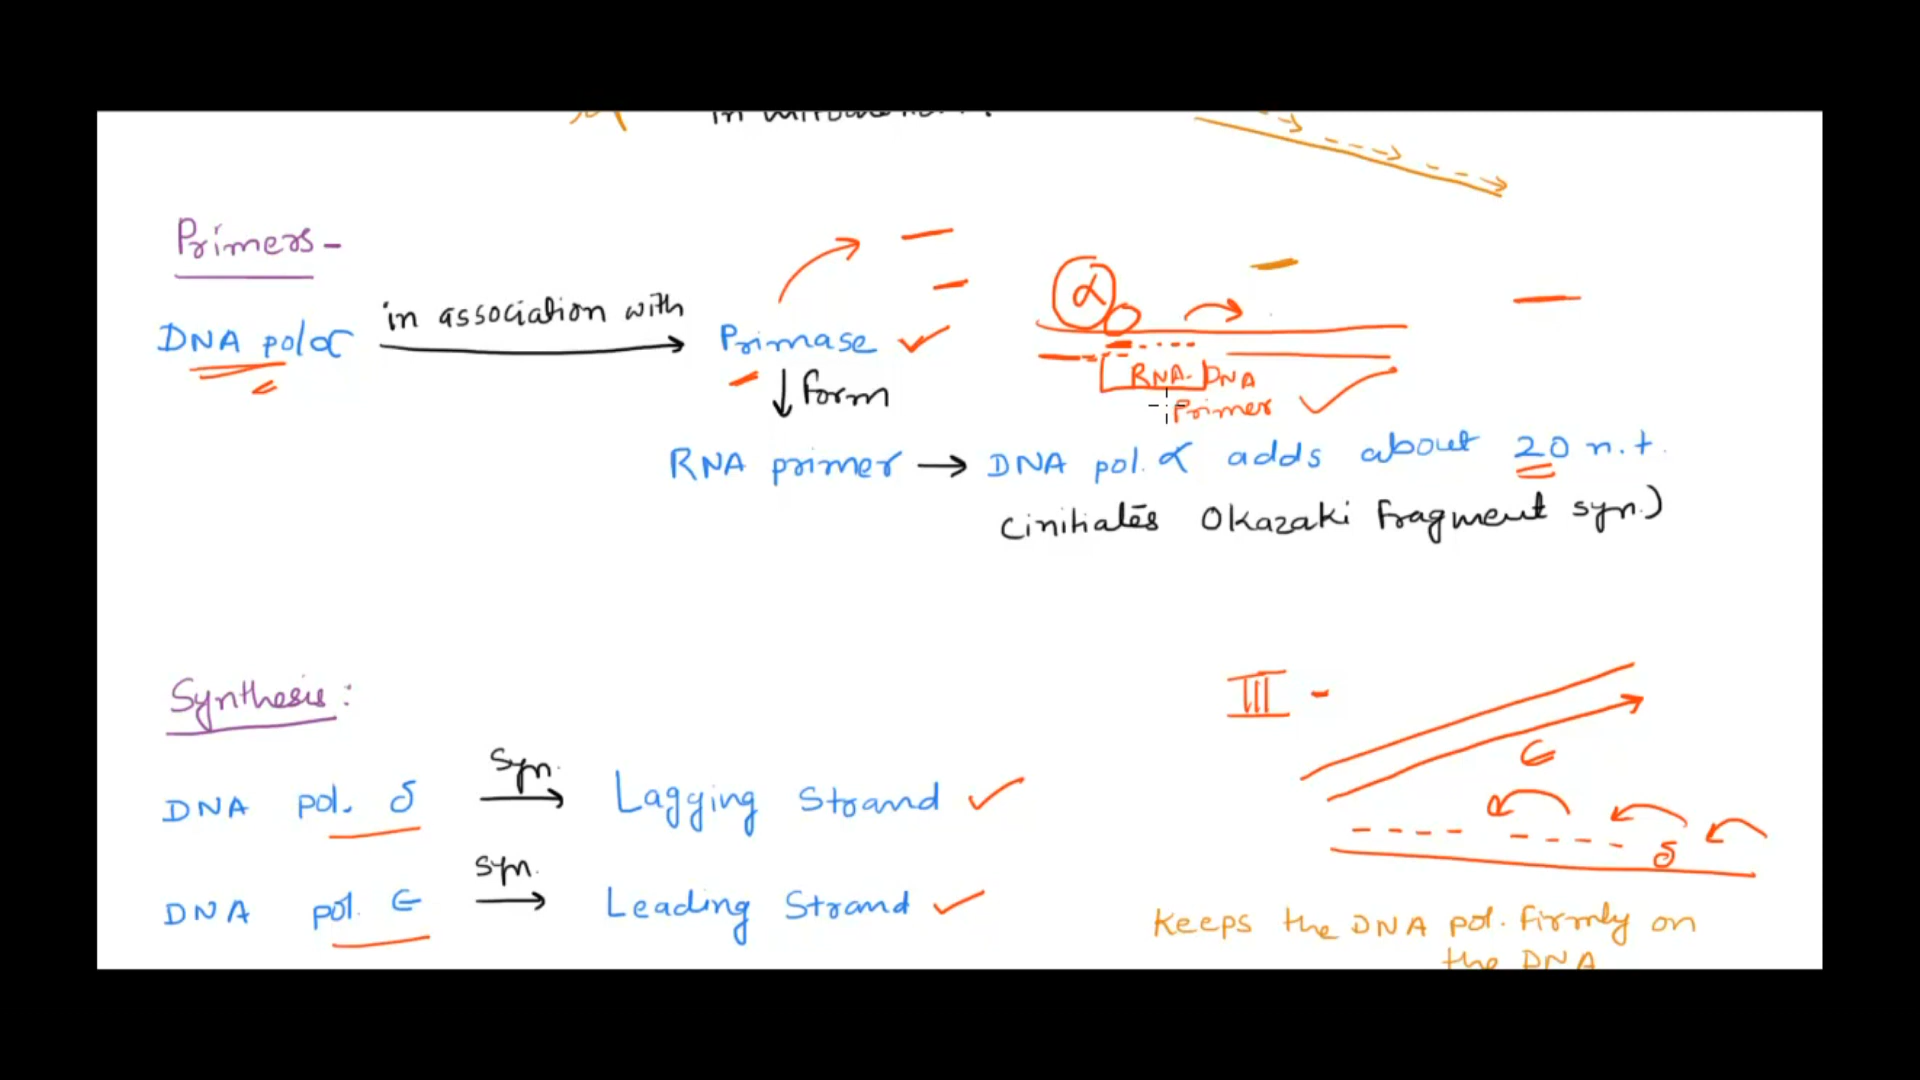 Primers-
DNA pol α in association with Primase
α
RNA-DNA
Primer
form
RNA primer → DNA pol. α adds about 20 n.t.
(initiates Okazaki fragment syn.)
Synthesis:
III -
DNA pol. δ syn. Lagging Strand
DNA pol. ϵ syn. Leading Strand
ϵ
δ
Keeps the DNA pol. firmly on
the DNA